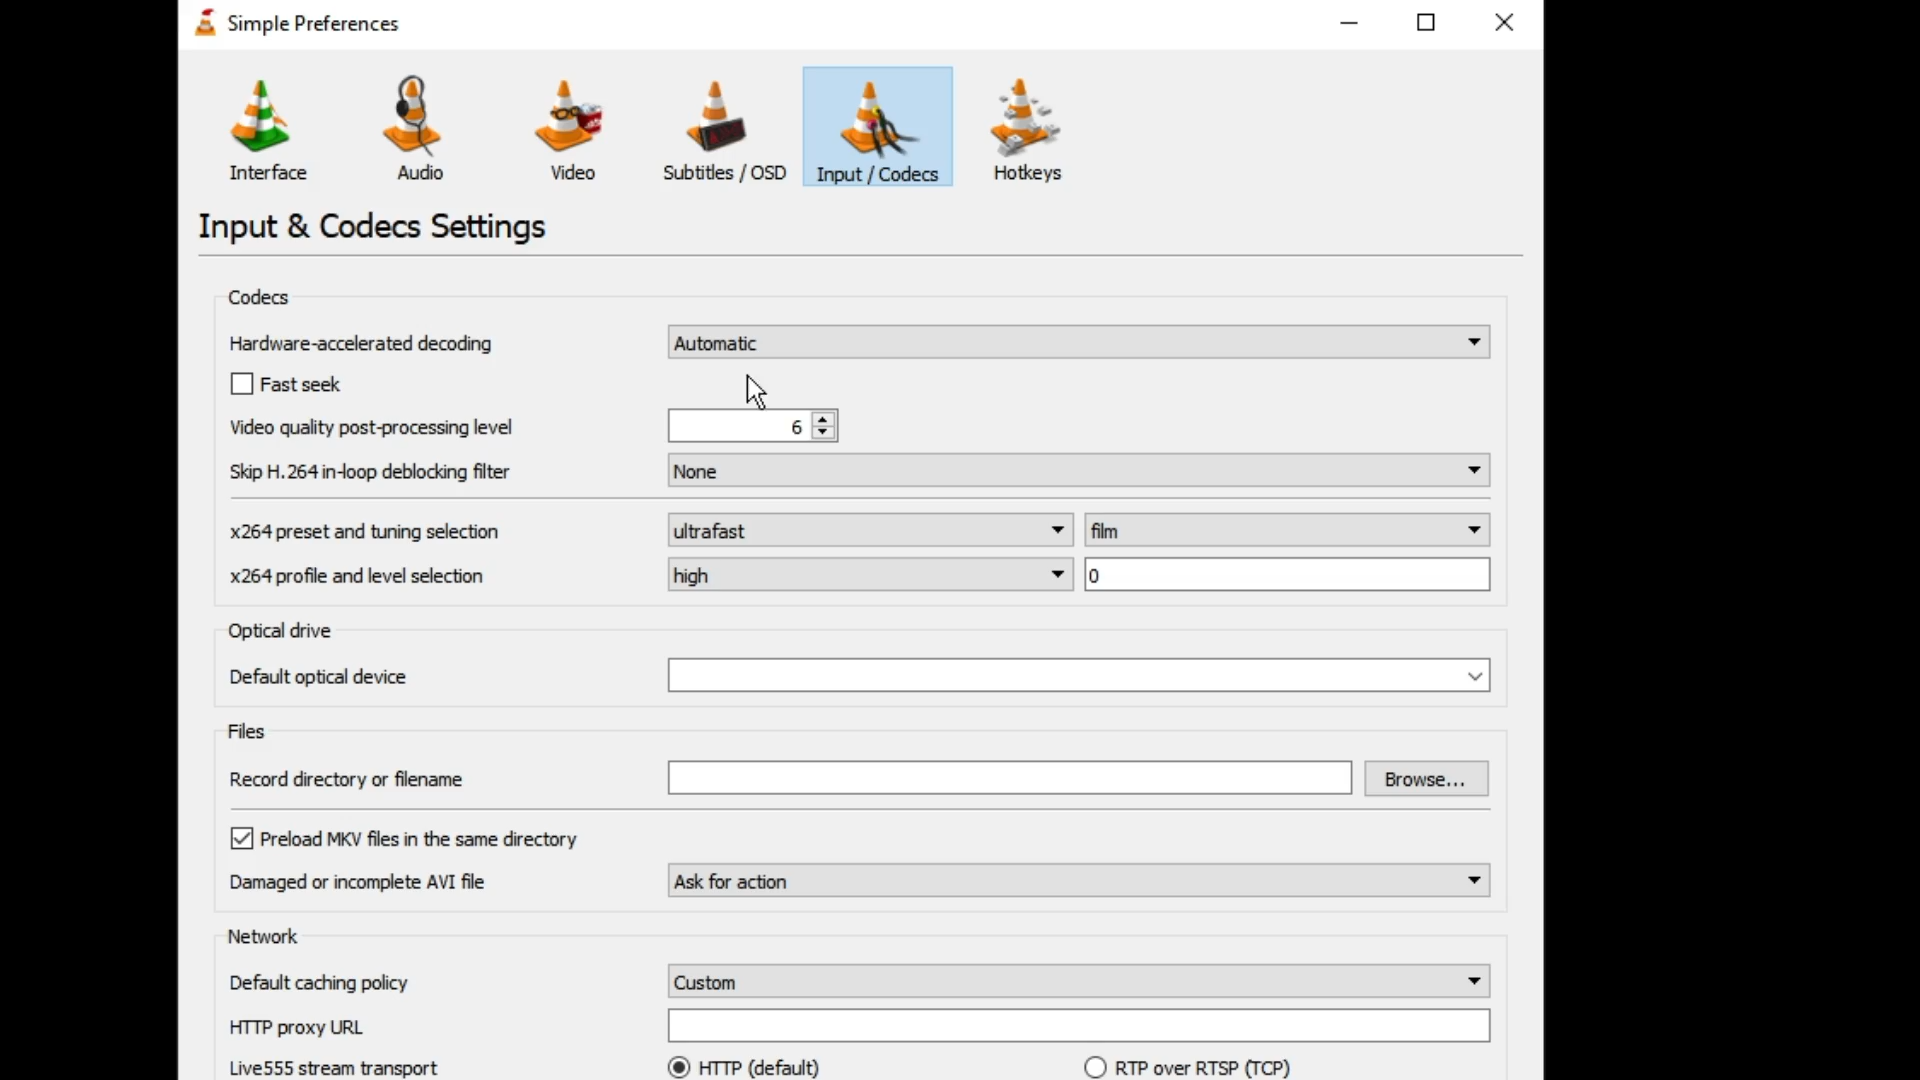 Simple Preferences
Interface
Audio
Video
Subtitles / OSD
Input / Codecs
Hotkeys
Input & Codecs Settings
Codecs
Hardware-accelerated decoding Automatic
Fast seek
Video quality post-processing level 6
Skip H.264 in-loop deblocking filter None
x264 preset and tuning selection ultrafast film
x264 profile and level selection high 0
Optical drive
Default optical device
Files
Record directory or filename Browse...
Preload MKV files in the same directory
Damaged or incomplete AVI file Ask for action
Network
Default caching policy Custom
HTTP proxy URL
Live555 stream transport HTTP (default) RTP over RTSP (TCP)